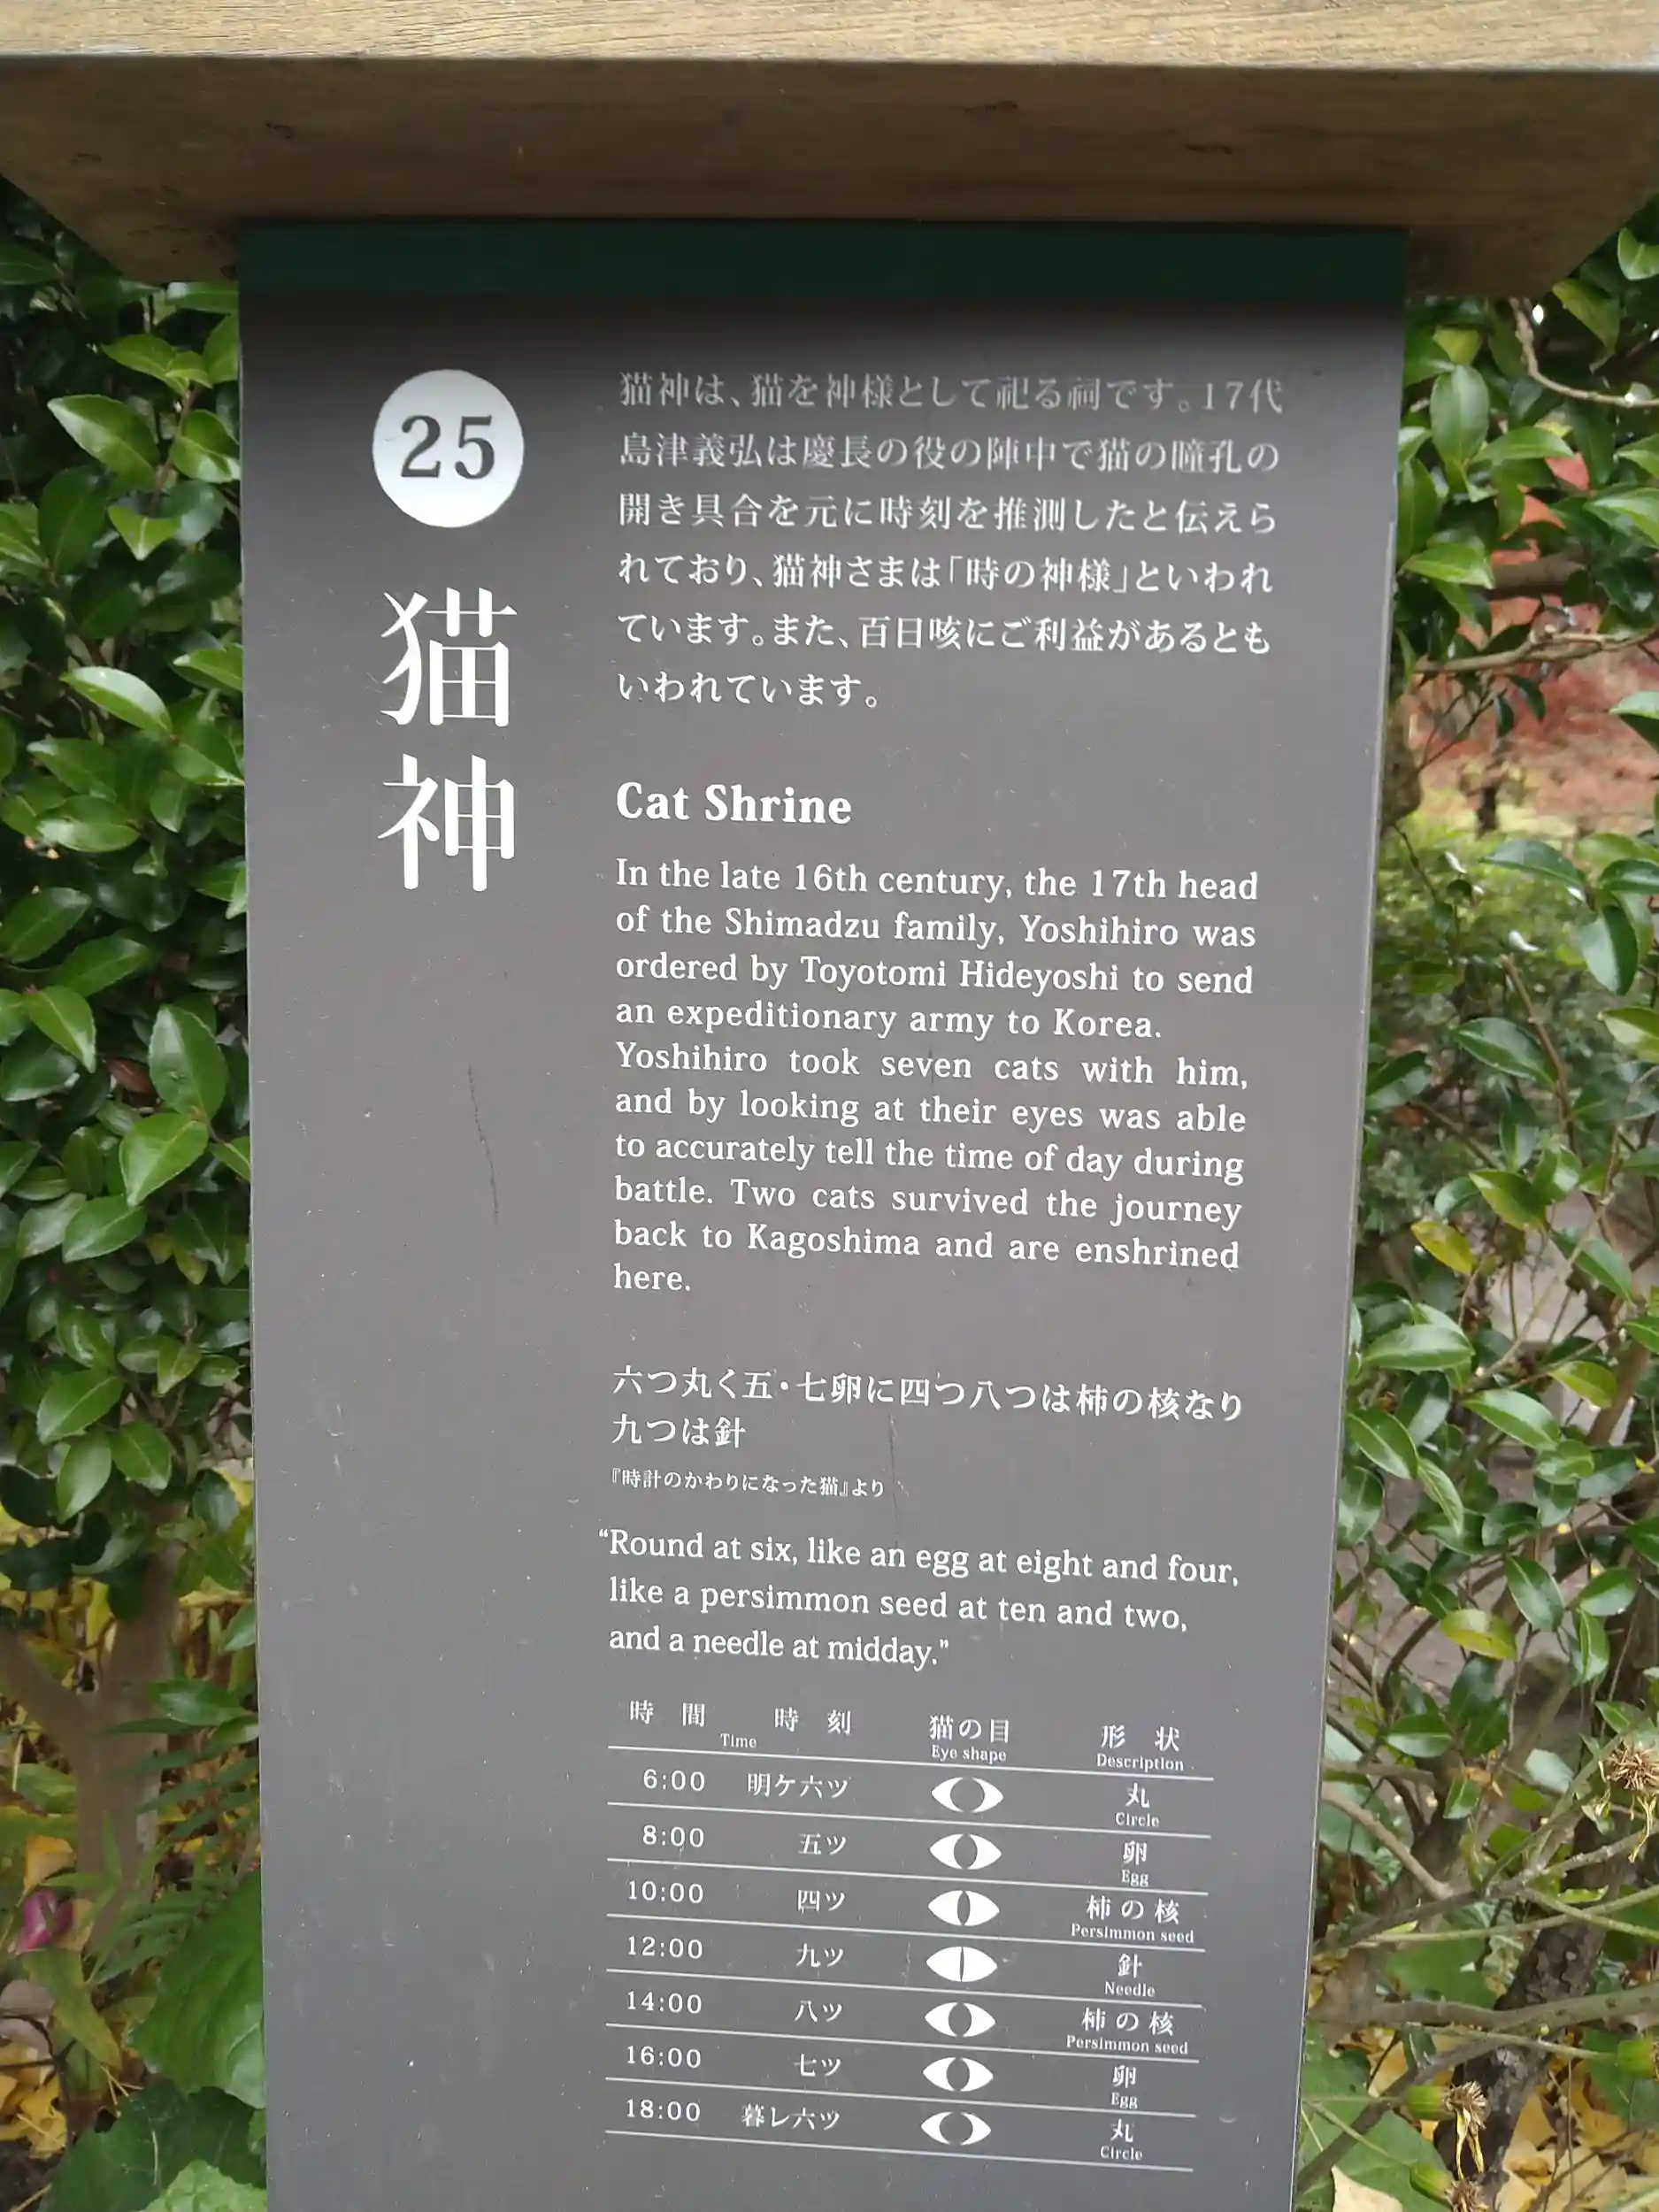 25
猫神
猫神は、猫を神様として祀る祠です。17代
島津義弘は慶長の役の陣中で猫の瞳孔の
開き具合を元に時刻を推測したと伝えら
れており、猫神さまは「時の神様」といわれ
ています。また、百日咳にご利益があるとも
いわれています。
Cat Shrine
In the late 16th century, the 17th head
of the Shimadzu family, Yoshihiro was
ordered by Toyotomi Hideyoshi to send
an expeditionary army to Korea.
Yoshihiro took seven cats with him,
and by looking at their eyes was able
to accurately tell the time of day during
battle. Two cats survived the journey
back to Kagoshima and are enshrined
here.
六つ丸く五・七卵に四つ八つは柿の核なり
九つは針
『時計のかわりになった猫』より
“Round at six, like an egg at eight and four,
like a persimmon seed at ten and two,
and a needle at midday.”
時間 時刻 猫の目 形状
Time Eye shape Description
6:00 明ケ六ツ 丸
Circle
8:00 五ツ 卵
Egg
10:00 四ツ 柿の核
Persimmon seed
12:00 九ツ 針
Needle
14:00 八ツ 柿の核
Persimmon seed
16:00 七ツ 卵
Egg
18:00 暮レ六ツ 丸
Circle